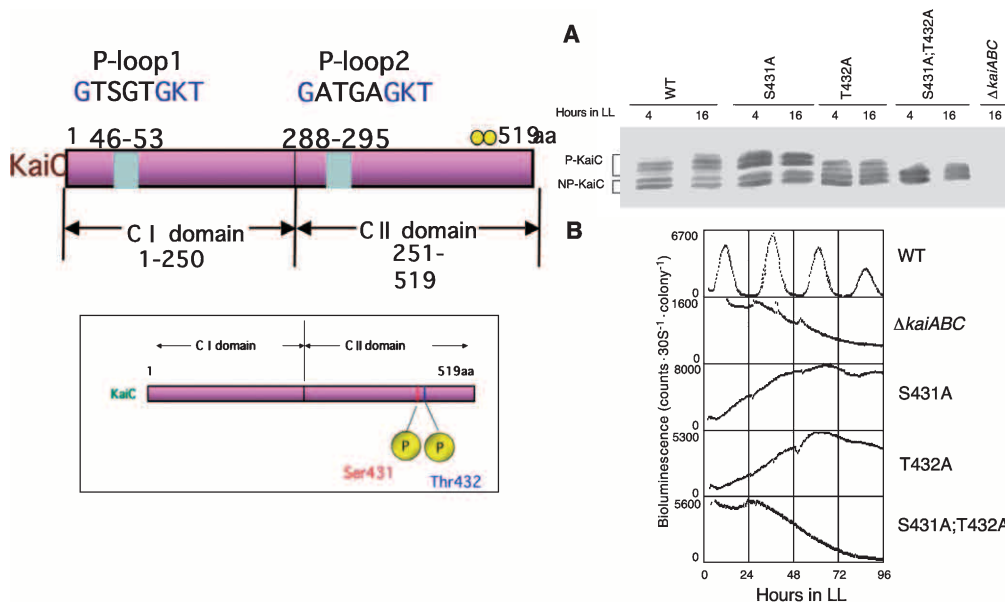 P-loop1
GTSGTGKT
P-loop2
GATGAGKT
1
46-53
288-295
519aa
KaiC
C I domain
1-250
C II domain
251-
519
C I domain
C II domain
1
519aa
KaiC
P
P
Ser431
Thr432
A
WT
S431A
T432A
S431A;T432A
ΔkaiABC
Hours in LL
4
16
4
16
4
16
4
16
16
P-KaiC
NP-KaiC
B
Bioluminescence (counts · 30S⁻¹ · colony⁻¹)
6700
0
WT
1600
0
ΔkaiABC
8000
0
S431A
5300
0
T432A
5600
0
S431A;T432A
0
24
48
72
96
Hours in LL